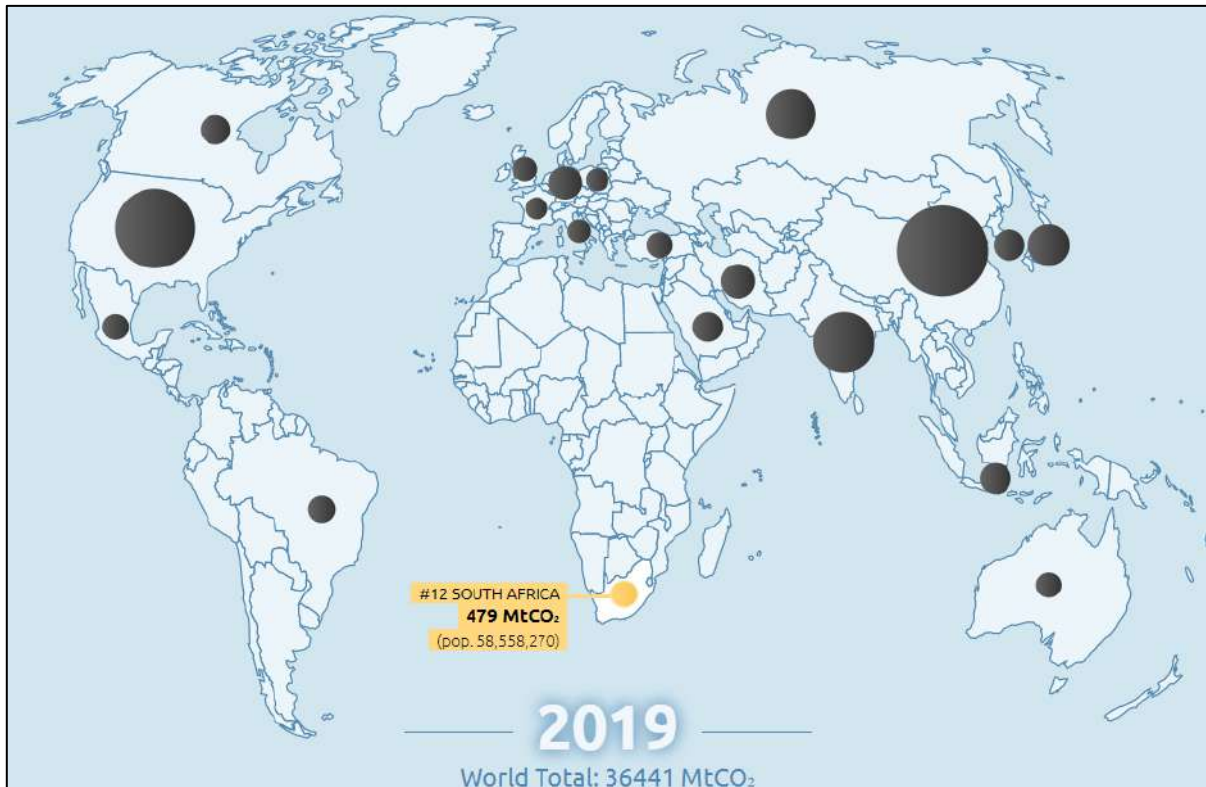 #12 SOUTH AFRICA
479 MtCO₂
(pop. 58,558,270)
2019
World Total: 36441 MtCO₂